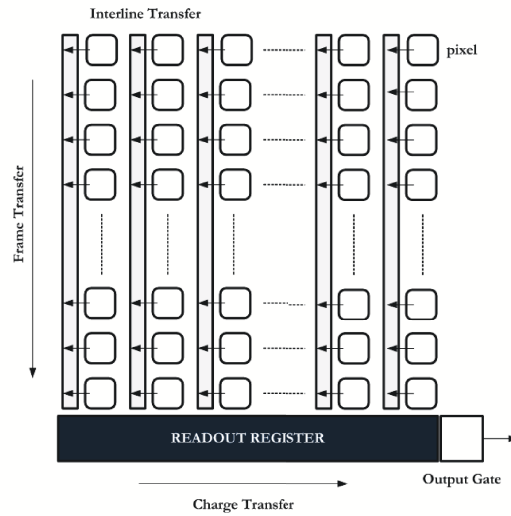 Interline Transfer
pixel
Frame Transfer
READOUT REGISTER
Output Gate
Charge Transfer